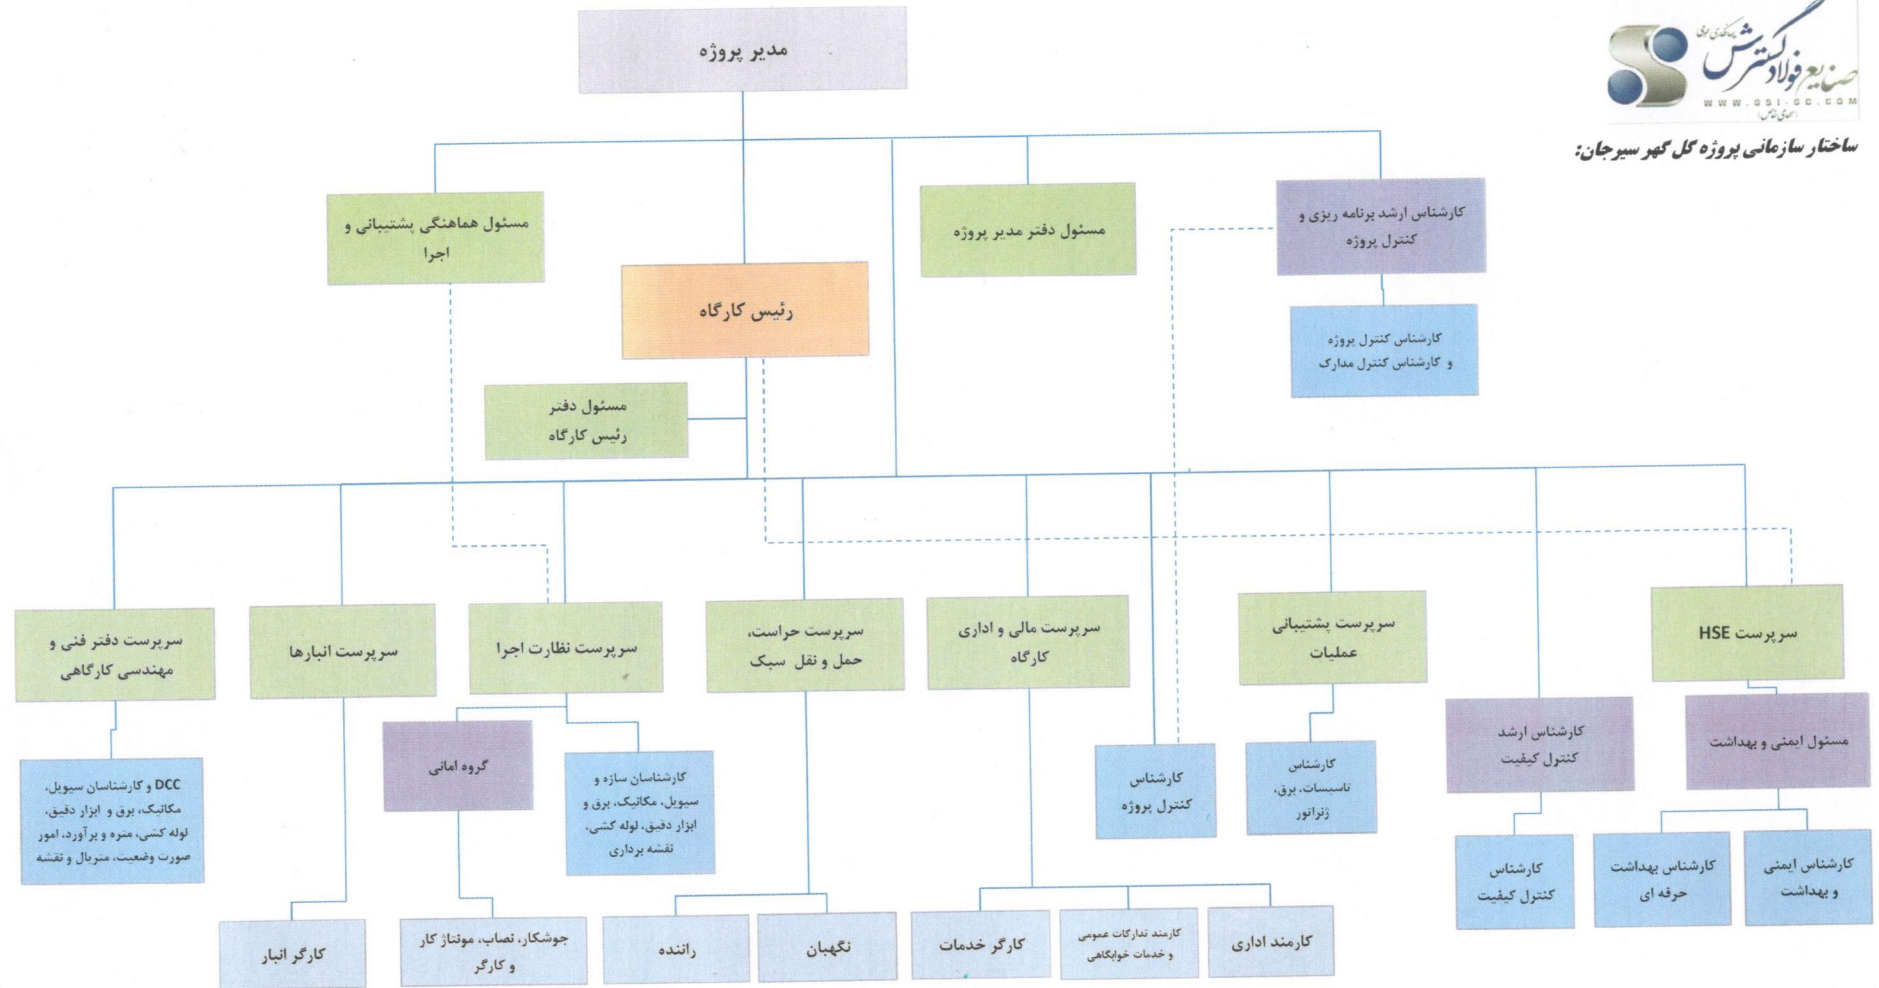 صنایع فولاد گسترش
WWW.GSI-SC.COM
ساختار سازمانی پروژه گل گهر سیرجان:
مدیر پروژه
کارشناس ارشد برنامه ریزی و
کنترل پروژه
مسئول دفتر مدیر پروژه
مسئول هماهنگی پشتیبانی و
اجرا
رئیس کارگاه
کارشناس کنترل پروژه
و کارشناس کنترل مدارک
مسئول دفتر
رئیس کارگاه
سرپرست HSE
سرپرست پشتیبانی
عملیات
سرپرست مالی و اداری
کارگاه
سرپرست حراست،
حمل و نقل سبک
سرپرست نظارت اجرا
سرپرست انبارها
سرپرست دفتر فنی و
مهندسی کارگاهی
مسئول ایمنی و بهداشت
کارشناس ارشد
کنترل کیفیت
کارشناس
تاسیسات، برق،
ژنراتور
کارشناس
کنترل پروژه
کارشناسان سازه و
سیویل، مکانیک، برق و
ابزار دقیق، لوله کشی،
نقشه برداری
گروه امانی
DCC و کارشناسان سیویل،
مکانیک، برق و ابزار دقیق،
لوله کشی، متره و برآورد، امور
صورت وضعیت، متریال و نقشه
کارشناس ایمنی
و بهداشت
کارشناس بهداشت
حرفه ای
کارشناس
کنترل کیفیت
کارمند اداری
کارمند تدارکات عمومی
و خدمات خوابگاهی
کارگر خدمات
نگهبان
راننده
جوشکار، نصاب، مونتاژ کار
و کارگر
کارگر انبار